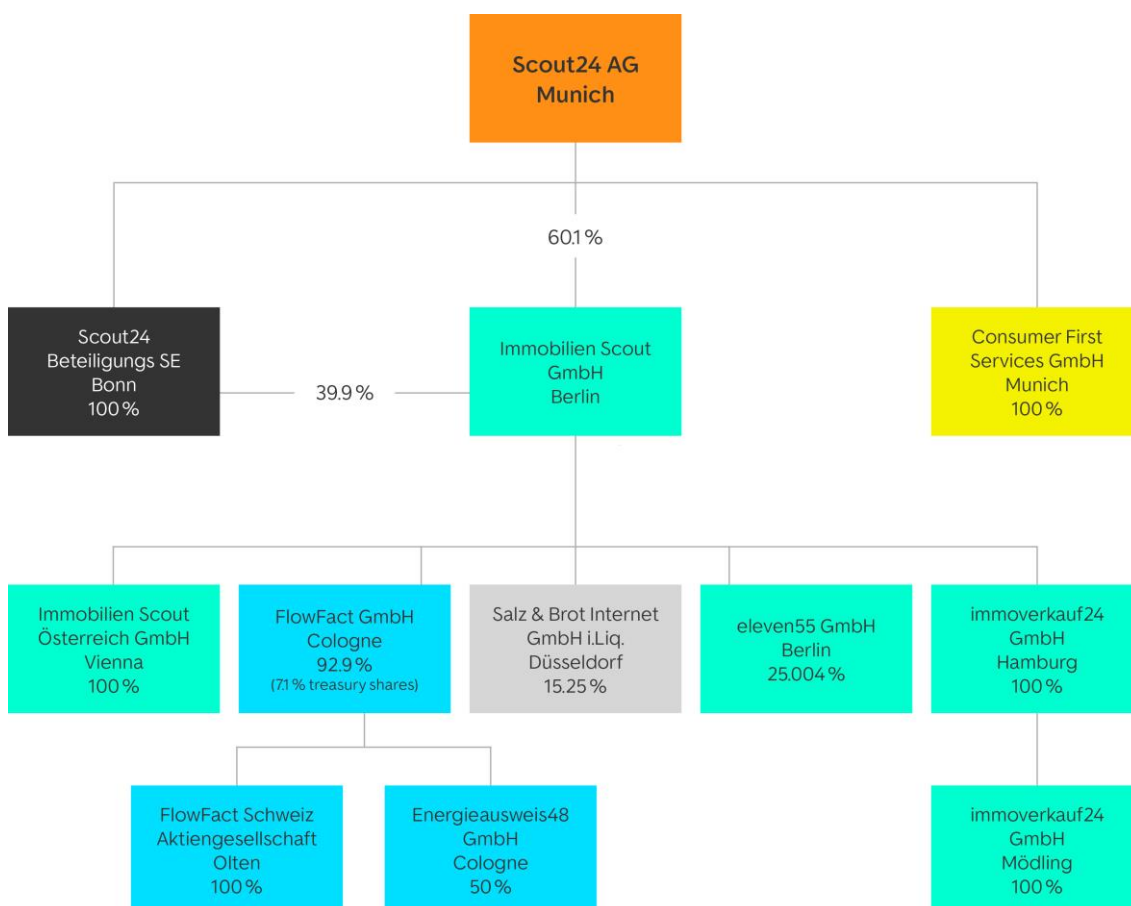 Scout24 AG
Munich
60.1 %
Scout24
Beteiligungs SE
Bonn
100 %
39.9 %
Immobilien Scout
GmbH
Berlin
Consumer First
Services GmbH
Munich
100 %
Immobilien Scout
Österreich GmbH
Vienna
100 %
FlowFact GmbH
Cologne
92.9 %
(7.1 % treasury shares)
Salz & Brot Internet
GmbH i.Liq.
Düsseldorf
15.25 %
eleven55 GmbH
Berlin
25.004 %
immoverkauf24
GmbH
Hamburg
100 %
FlowFact Schweiz
Aktiengesellschaft
Olten
100 %
Energieausweis48
GmbH
Cologne
50 %
immoverkauf24
GmbH
Mödling
100 %